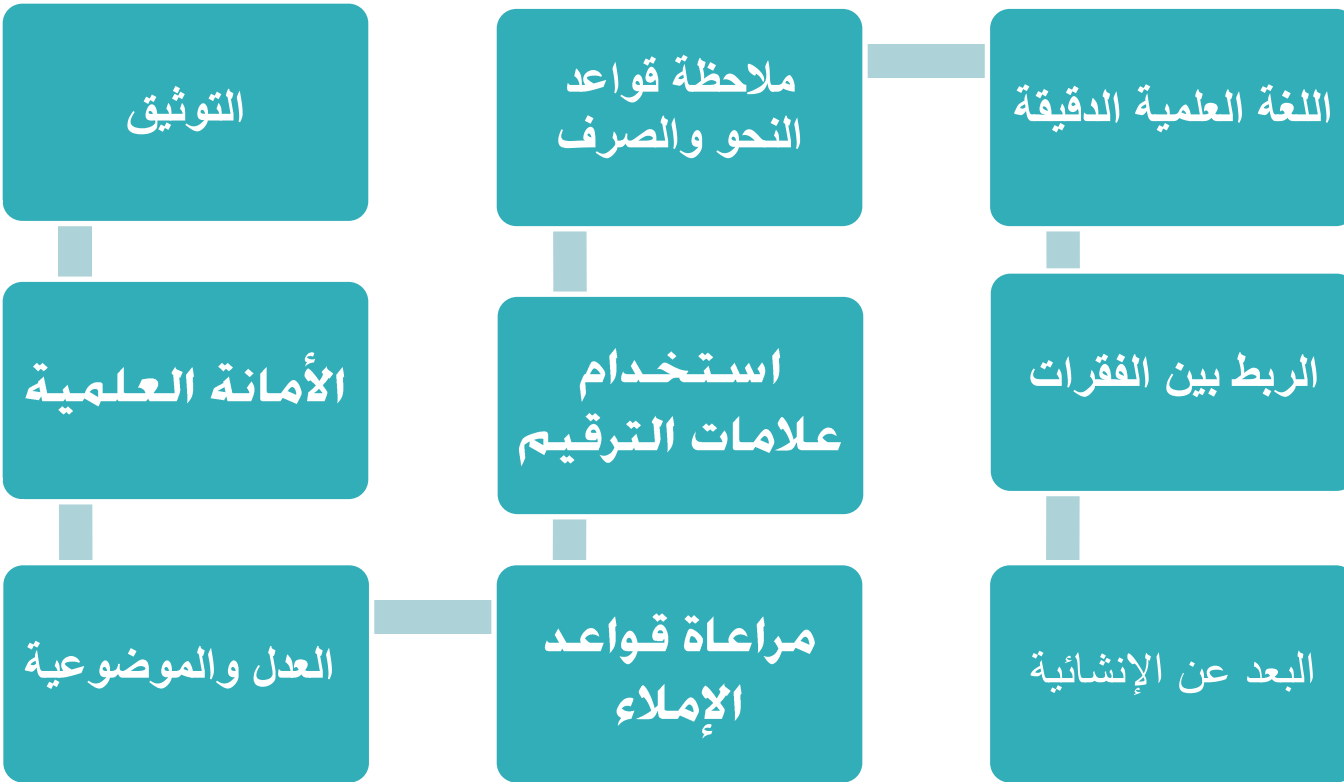 التوثيق
الأمانة العلمية
العدل والموضوعية
مراعاة قواعد
الإملاء
استخدام
علامات الترقيم
ملاحظة قواعد
النحو والصرف
اللغة العلمية الدقيقة
الربط بين الفقرات
البعد عن الإنشائية